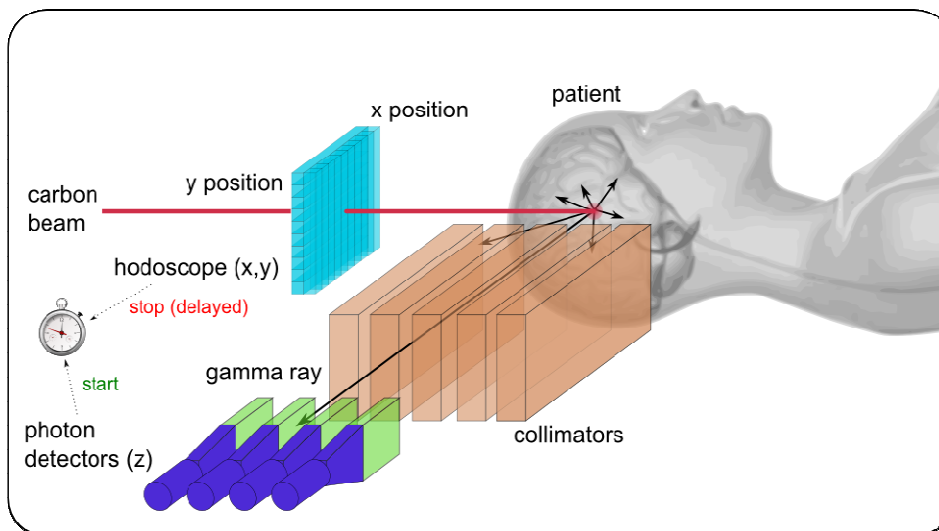 patient
x position
y position
carbon
beam
hodoscope (x,y)
stop (delayed)
gamma ray
start
photon
detectors (z)
collimators